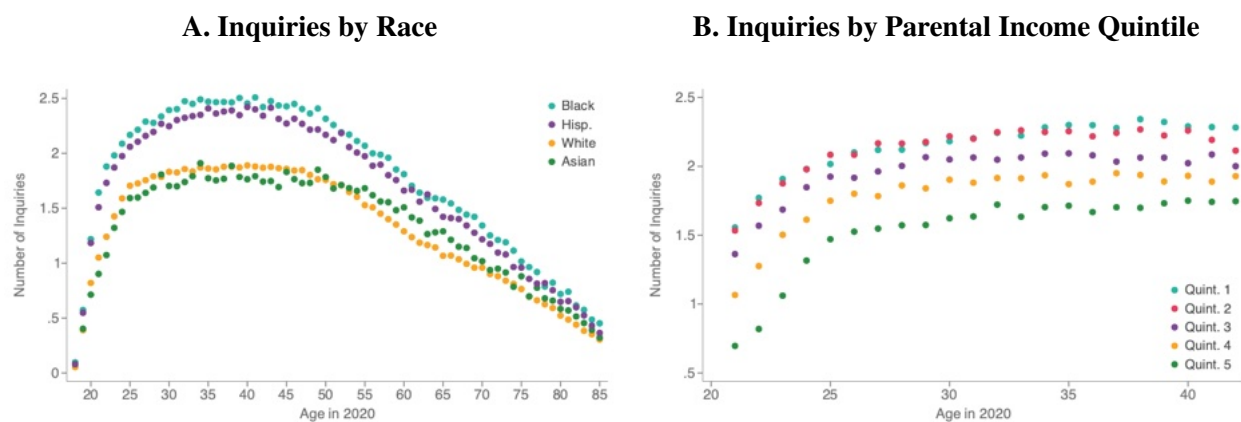 A. Inquiries by Race
2.5
2
1.5
1
.5
0
Number of Inquiries
20 25 30 35 40 45 50 55 60 65 70 75 80 85
Age in 2020
Black
Hisp.
White
Asian
B. Inquiries by Parental Income Quintile
2.5
2
1.5
1
.5
Number of Inquiries
20 25 30 35 40
Age in 2020
Quint. 1
Quint. 2
Quint. 3
Quint. 4
Quint. 5